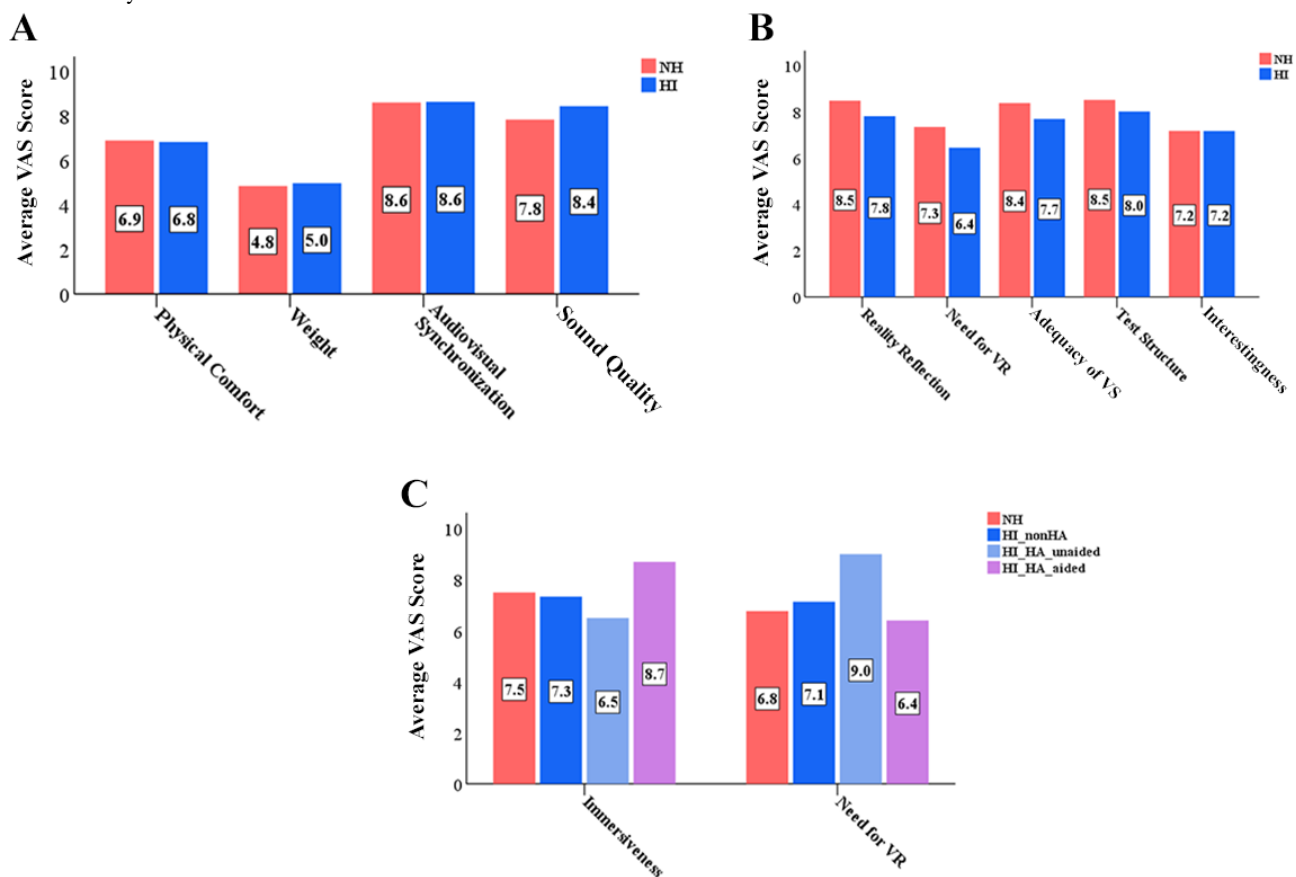 A
Average VAS Score
10
8
6
4
2
0
NH
HI
6.9
6.8
4.8
5.0
8.6
8.6
7.8
8.4
Physical Comfort
Weight
Audiovisual
Synchronization
Sound Quality
B
Average VAS Score
10
8
6
4
2
0
NH
HI
8.5
7.8
7.3
6.4
8.4
7.7
8.5
8.0
7.2
7.2
Reality Reflection
Need for VR
Adequacy of VS
Test Structure
Interestingness
C
Average VAS Score
10
8
6
4
2
0
NH
HI_nonHA
HI_HA_unaided
HI_HA_aided
7.5
7.3
6.5
8.7
6.8
7.1
9.0
6.4
Immersiveness
Need for VR